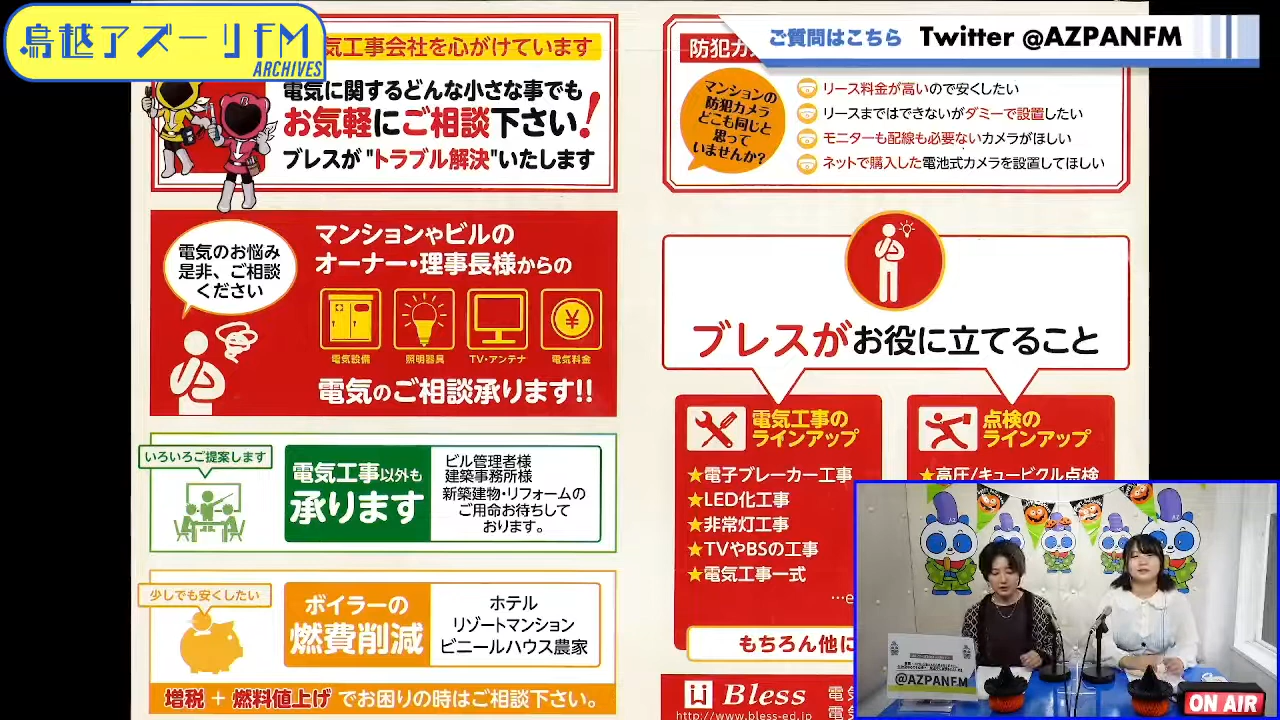 鳥越アズーリFM
ARCHIVES
ご質問はこちら Twitter @AZPANFM
気工事会社を心がけています
電気に関するどんな小さな事でも
お気軽にご相談下さい!
ブレスが"トラブル解決"いたします
電気のお悩み
是非、ご相談
ください
マンションやビルの
オーナー・理事長様からの
電気設備
照明器具
TV・アンテナ
電気料金
電気のご相談承ります!!
いろいろご提案します
電気工事以外も
承ります
ビル管理者様
建築事務所様
新築建物・リフォームの
ご用命お待ちして
おります。
少しでも安くしたい
ボイラーの
燃費削減
ホテル
リゾートマンション
ビニールハウス農家
増税 + 燃料値上げ でお困りの時はご相談下さい。
防犯カ
マンションの
防犯カメラ
どこも同じと
思って
いませんか?
リース料金が高いので安くしたい
リースまではできないがダミーで設置したい
モニターも配線も必要ないカメラがほしい
ネットで購入した電池式カメラを設置してほしい
ブレスがお役に立てること
電気工事の
ラインアップ
★電子ブレーカー工事
★LED化工事
★非常灯工事
★TVやBSの工事
★電気工事一式
…e
点検の
ラインアップ
★高圧/キュービクル点検
もちろん他に
Bless
http://www.bless-ed.jp
電気
電気
@AZPANFM
ON AIR